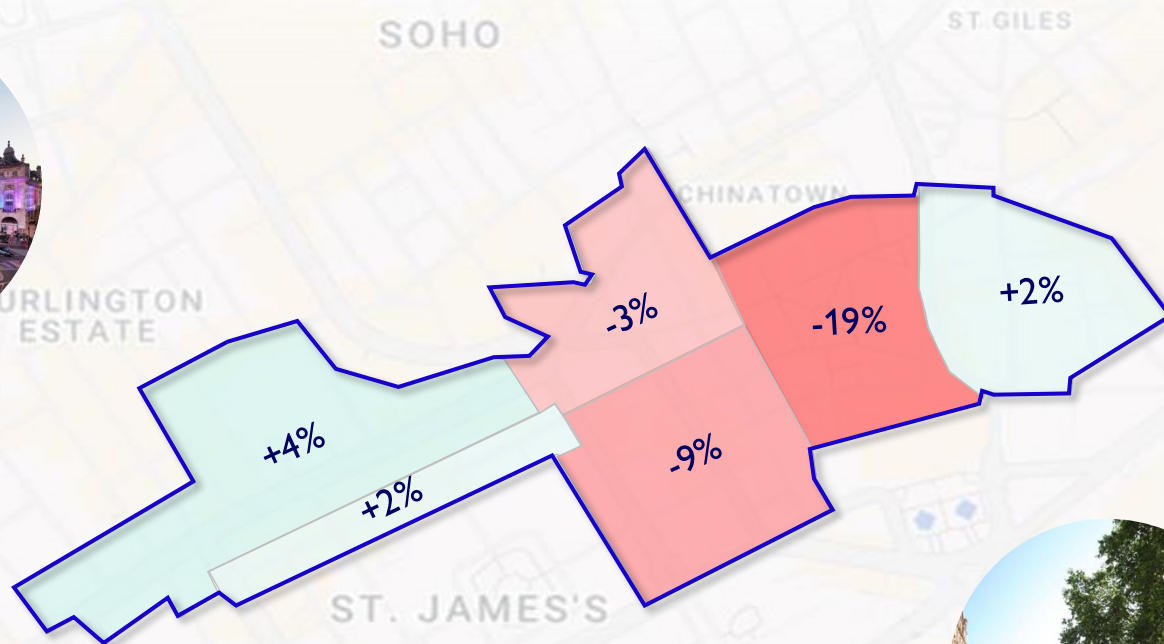 SOHO
ST. GILES
CHINATOWN
URLINGTON
ESTATE
-3%
-19%
+2%
+4%
-9%
+2%
ST. JAMES'S